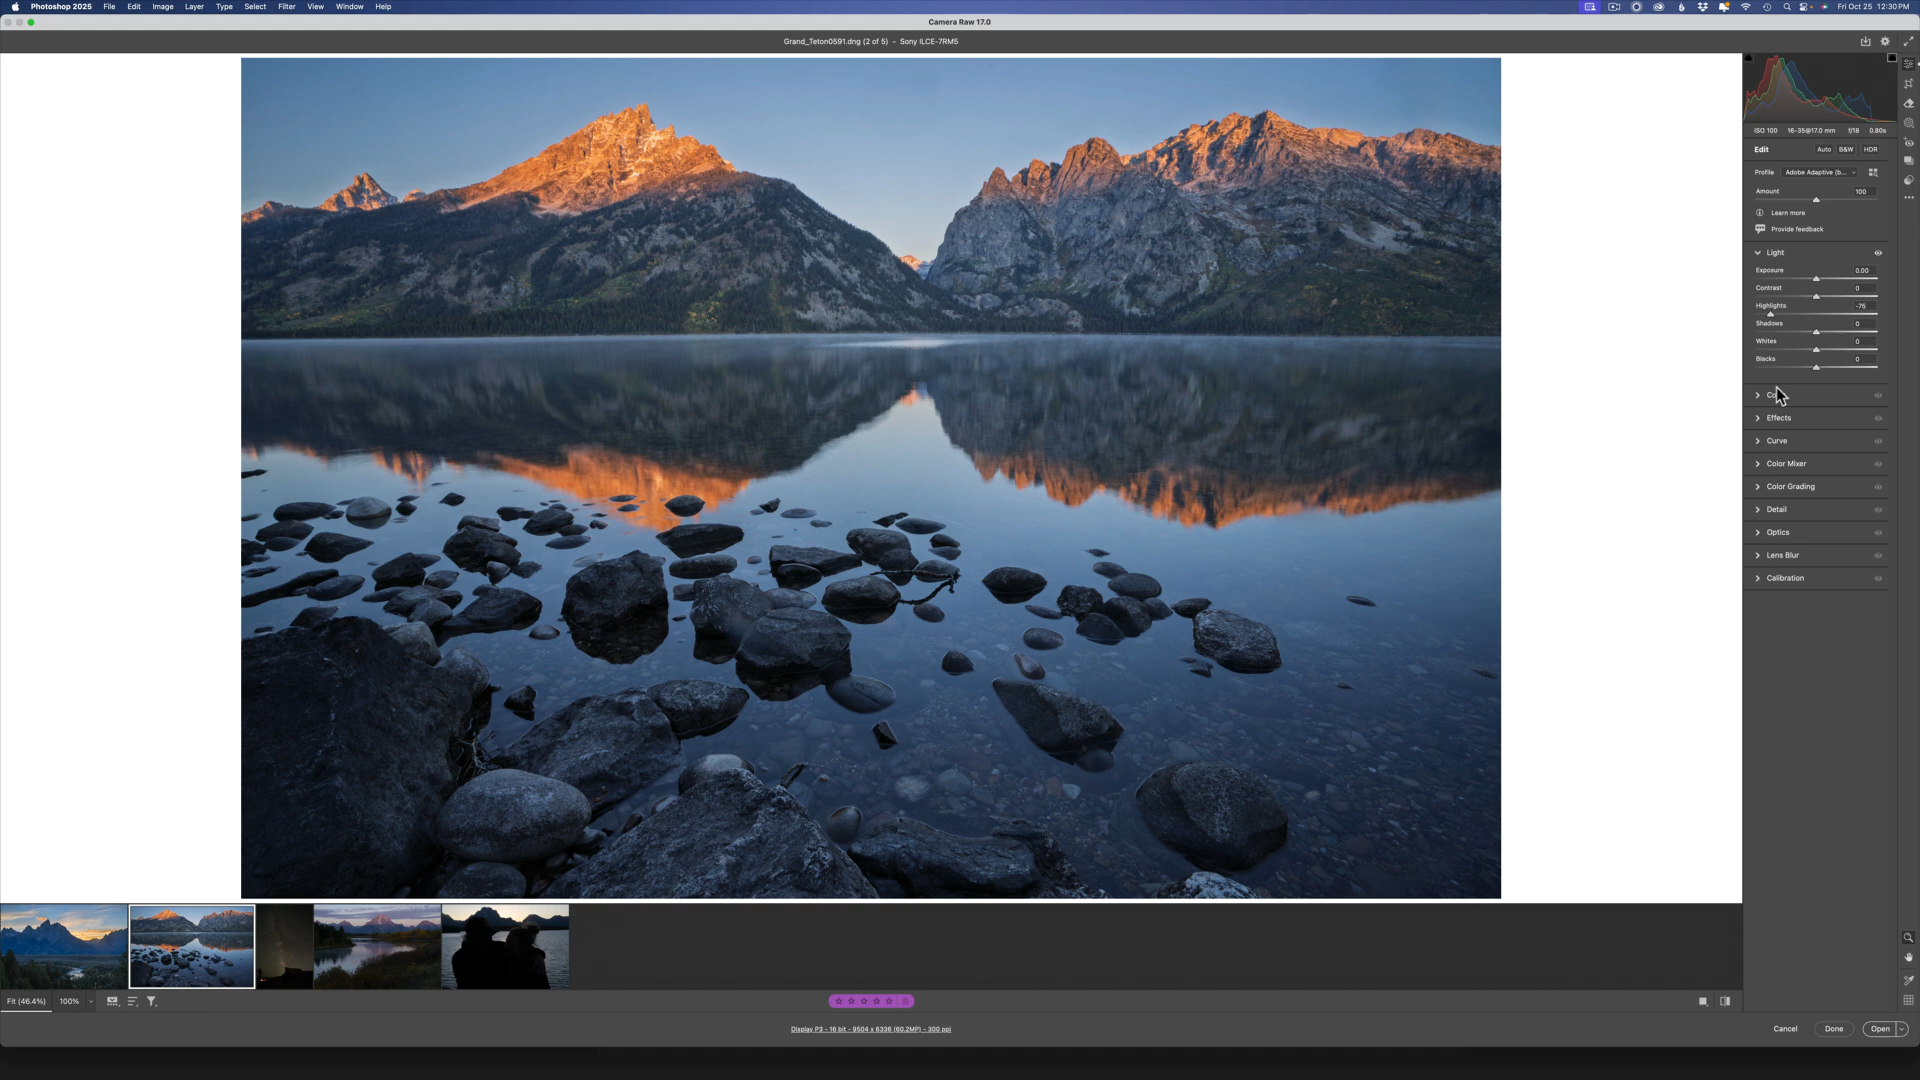 Photoshop 2025 File Edit Image Layer Type Select Filter View Window Help Fri Oct 25 12:30 PM
Camera Raw 17.0
Grand_Teton0591.dng (2 of 5) - Sony ILCE-7RM5
ISO 100 16-35@17.0 mm f/18 0.80s
Edit Auto B&W HDR
Profile Adobe Adaptive (b...
Amount 100
Learn more
Provide feedback
Light
Exposure 0.00
Contrast 0
Highlights -75
Shadows 0
Whites 0
Blacks 0
Effects
Curve
Color Mixer
Color Grading
Detail
Optics
Lens Blur
Calibration
Fit (46.4%) 100%
Display P3 - 16 bit - 9504 x 6336 (60.2MP) - 300 ppi
Cancel Done Open